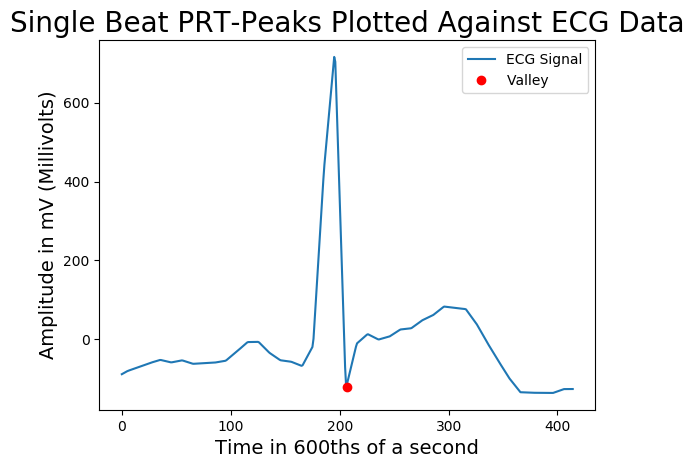 Single Beat PRT-Peaks Plotted Against ECG Data
ECG Signal
Valley
Amplitude in mV (Millivolts)
600
400
200
0
0 100 200 300 400
Time in 600ths of a second